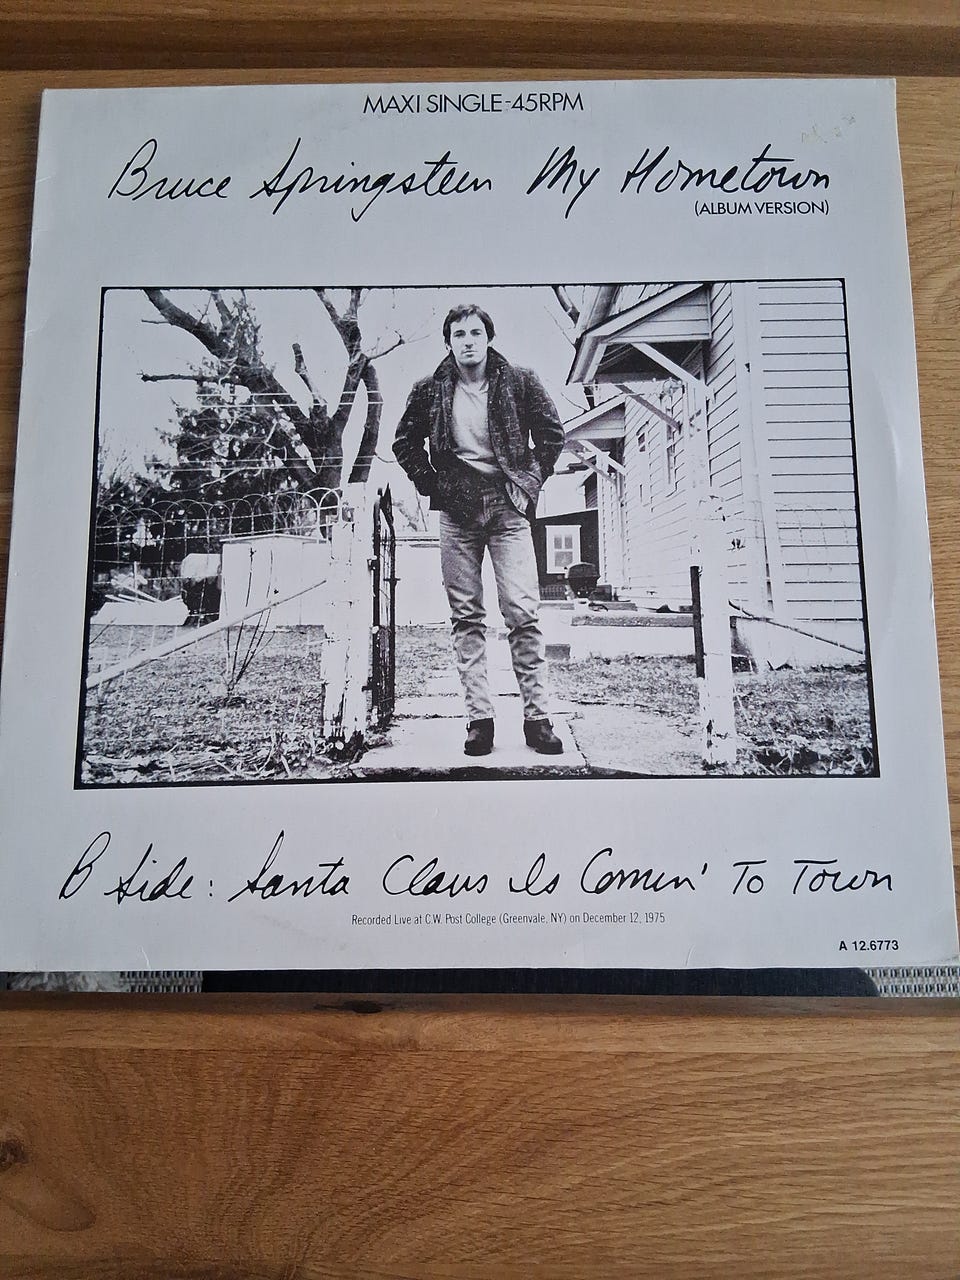 MAXI SINGLE-45RPM
Bruce Springsteen My Hometown
(ALBUM VERSION)
B Side: Santa Claus Is Comin' To Town
Recorded Live at C.W. Post College (Greenvale, NY) on December 12, 1975
A 12.6773